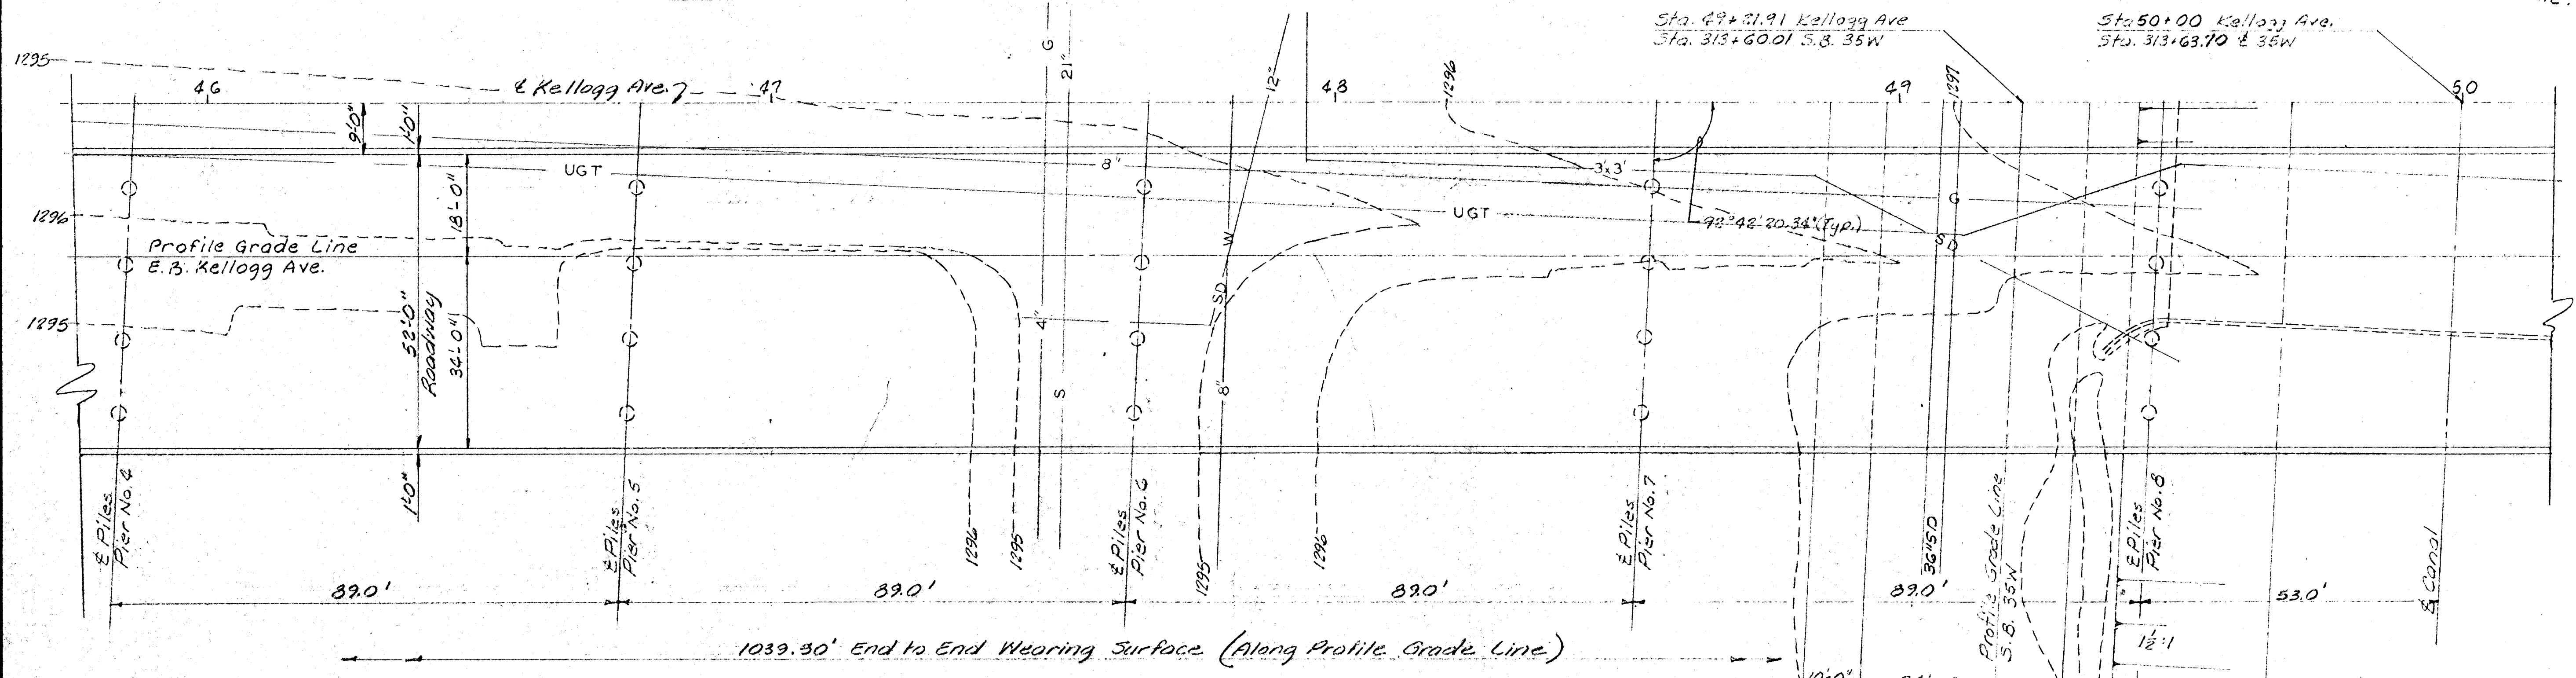 Sta. 49+21.91 Kellogg Ave
Sta. 313+60.01 S.B. 35W
Sta 50+00 Kellogg Ave.
Sta. 313+63.70 ℄ 35W
1295
46
℄ Kellogg Ave.
47
G
21"
12"
48
1296
49
1297
50
9'-0"
1'-0"
UGT
8"
3'x3'
G
UGT
92°42'20.34" (Typ.)
W
SD
1296
18'-0"
Profile Grade Line
E.B. Kellogg Ave.
1295
52'-0"
Roadway
34'-0"
4"
SD
S
8"
1'-0"
℄ Piles
Pier No. 4
℄ Piles
Pier No. 5
1296
1295
℄ Piles
Pier No. 6
1295
1296
℄ Piles
Pier No. 7
36"SD
Profile Grade Line
S.B. 35W
℄ Piles
Pier No. 8
℄ Canal
89.0'
89.0'
89.0'
89.0'
53.0'
1039.30' End to End Wearing Surface (Along Profile Grade Line)
1½:1